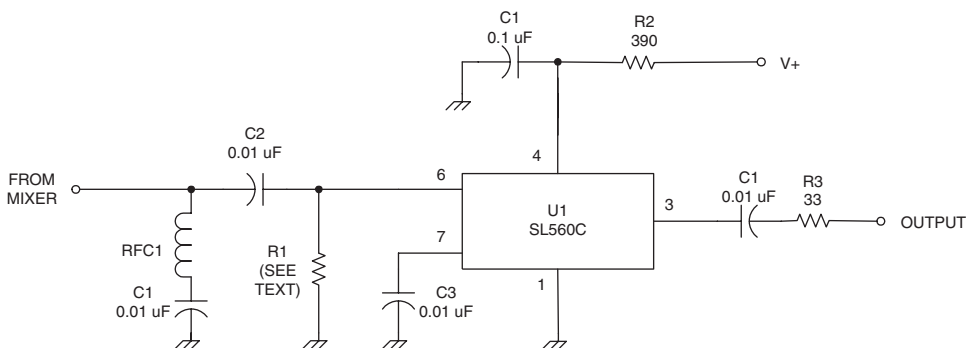 C1
0.1 uF
R2
390
V+
C2
0.01 uF
4
FROM
MIXER
6
U1
SL560C
3
C1
0.01 uF
R3
33
OUTPUT
RFC1
R1
(SEE
TEXT)
7
C1
0.01 uF
C3
0.01 uF
1